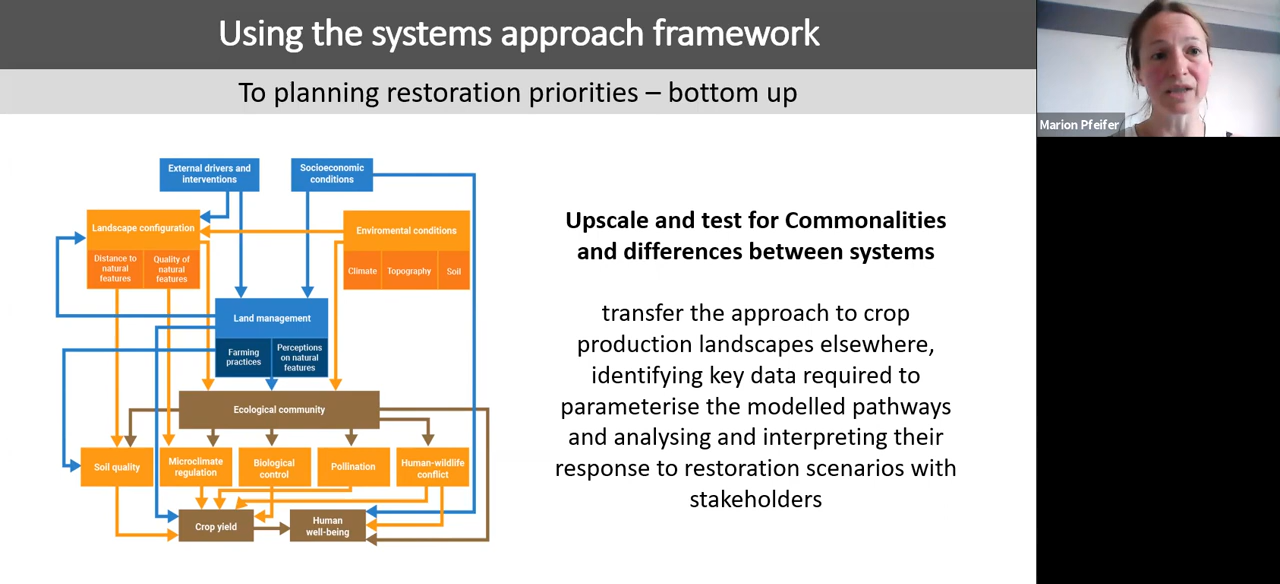 Using the systems approach framework
To planning restoration priorities – bottom up
Marion Pfeifer
External drivers and
interventions
Socioeconomic
conditions
Landscape configuration
Distance to
natural
features
Quality of
natural
features
Enviromental conditions
Climate
Topography
Soil
Land management
Farming
practices
Perceptions
on natural
features
Ecological community
Soil quality
Microclimate
regulation
Biological
control
Pollination
Human-wildlife
conflict
Crop yield
Human
well-being
Upscale and test for Commonalities
and differences between systems
transfer the approach to crop
production landscapes elsewhere,
identifying key data required to
parameterise the modelled pathways
and analysing and interpreting their
response to restoration scenarios with
stakeholders